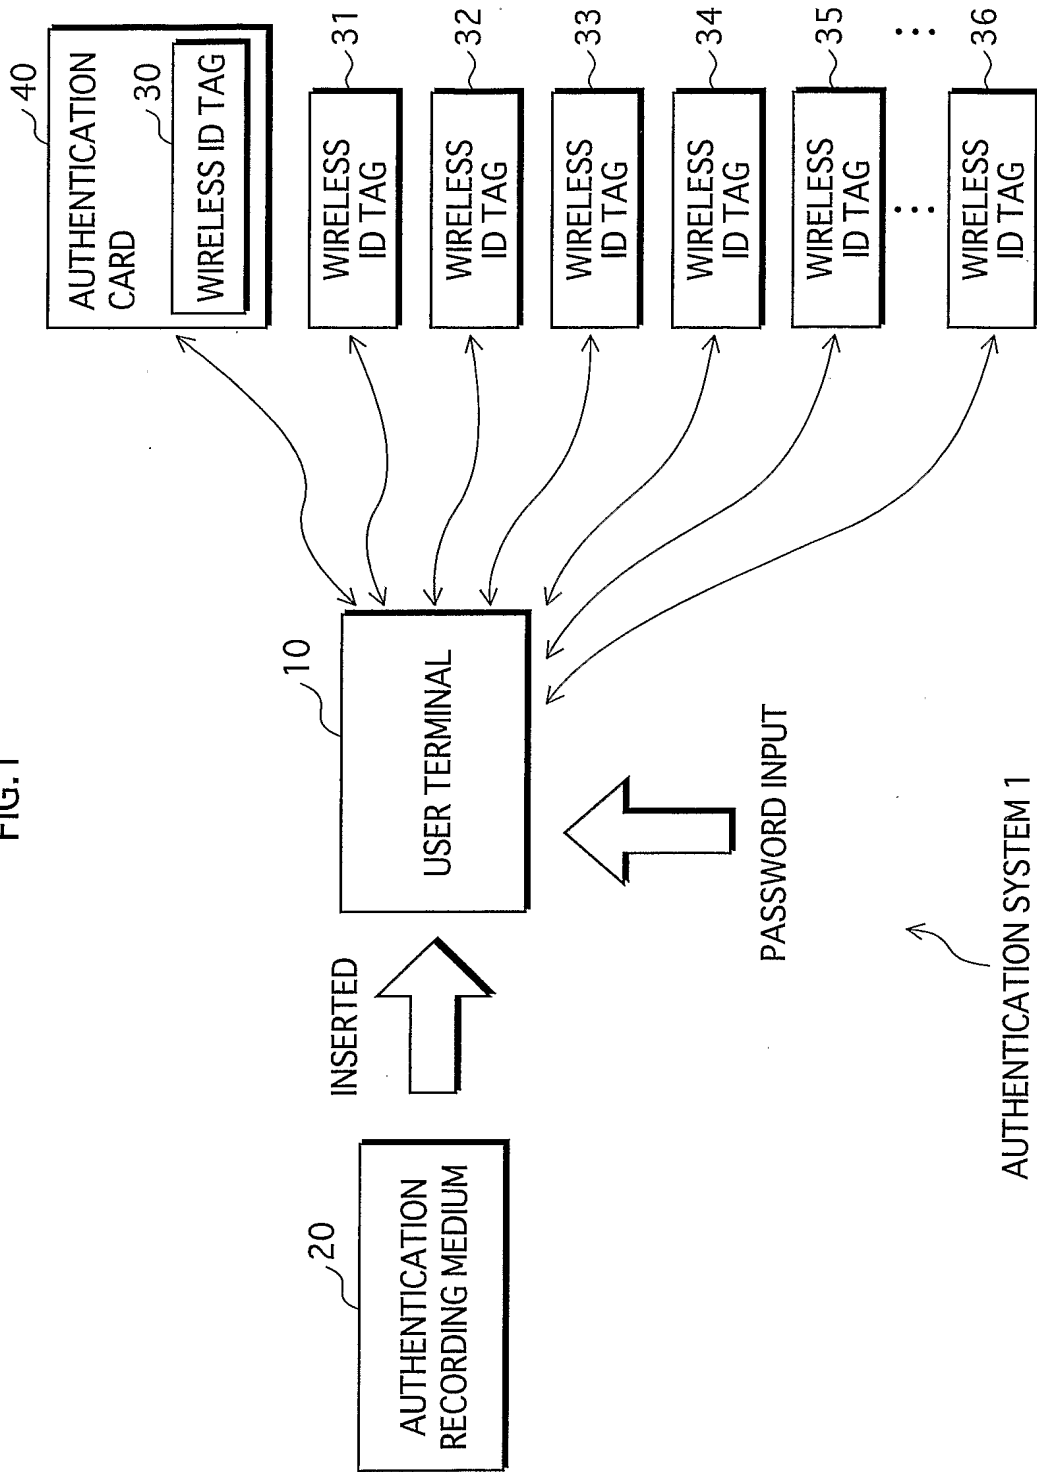 FIG.1
AUTHENTICATION
RECORDING MEDIUM
20
INSERTED
USER TERMINAL
10
PASSWORD INPUT
AUTHENTICATION SYSTEM 1
40
AUTHENTICATION
CARD
30
WIRELESS ID TAG
WIRELESS
ID TAG
31
WIRELESS
ID TAG
32
WIRELESS
ID TAG
33
WIRELESS
ID TAG
34
WIRELESS
ID TAG
35
WIRELESS
ID TAG
36